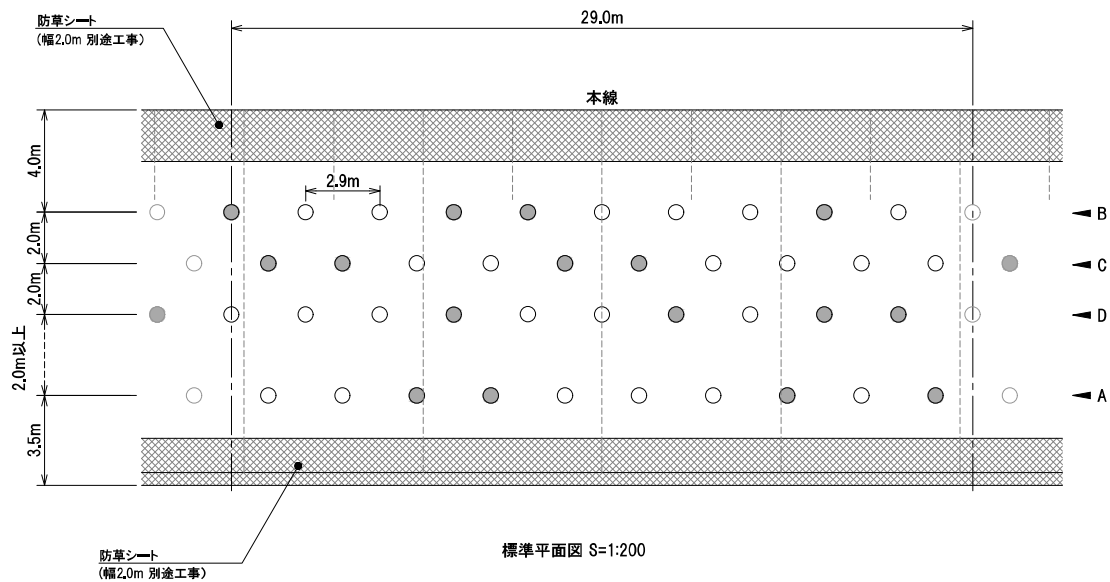 防草シート
(幅2.0m 別途工事)
29.0m
本線
4.0m
2.9m
B
2.0m
C
2.0m
D
2.0m以上
A
3.5m
標準平面図 S=1:200
防草シート
(幅2.0m 別途工事)